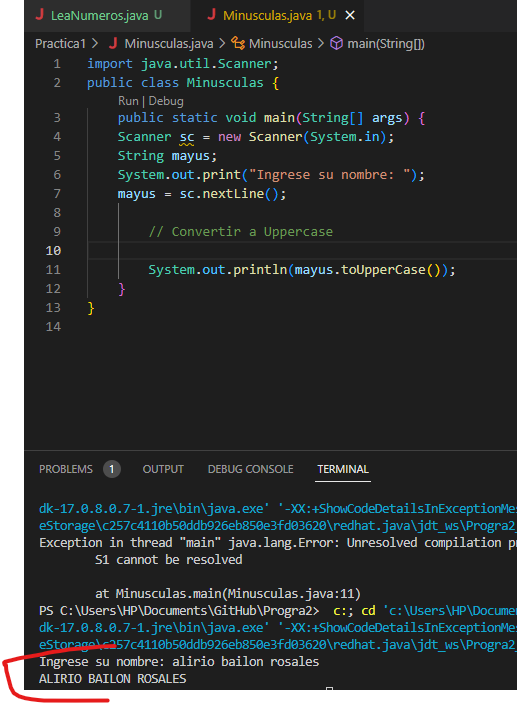 LeaNumeros.java U
Minusculas.java 1, U
Practica1 > Minusculas.java > Minusculas > main(String[])
1 import java.util.Scanner;
2 public class Minusculas {
Run | Debug
3 public static void main(String[] args) {
4 Scanner sc = new Scanner(System.in);
5 String mayus;
6 System.out.print("Ingrese su nombre: ");
7 mayus = sc.nextLine();
8
9 // Convertir a Uppercase
10
11 System.out.println(mayus.toUpperCase());
12 }
13 }
14
PROBLEMS 1 OUTPUT DEBUG CONSOLE TERMINAL
dk-17.0.8.0.7-1.jre\bin\java.exe' '-XX:+ShowCodeDetailsInExceptionMes
eStorage\c257c4110b50ddb926eb850e3fd03620\redhat.java\jdt_ws\Progra2_
Exception in thread "main" java.lang.Error: Unresolved compilation pr
S1 cannot be resolved
at Minusculas.main(Minusculas.java:11)
PS C:\Users\HP\Documents\GitHub\Progra2> c:; cd 'c:\Users\HP\Docume
dk-17.0.8.0.7-1.jre\bin\java.exe' '-XX:+ShowCodeDetailsInExceptionMes
eStorage\c257c4110b50ddb926eb850e3fd03620\redhat.java\jdt_ws\Progra2_
Ingrese su nombre: alirio bailon rosales
ALIRIO BAILON ROSALES